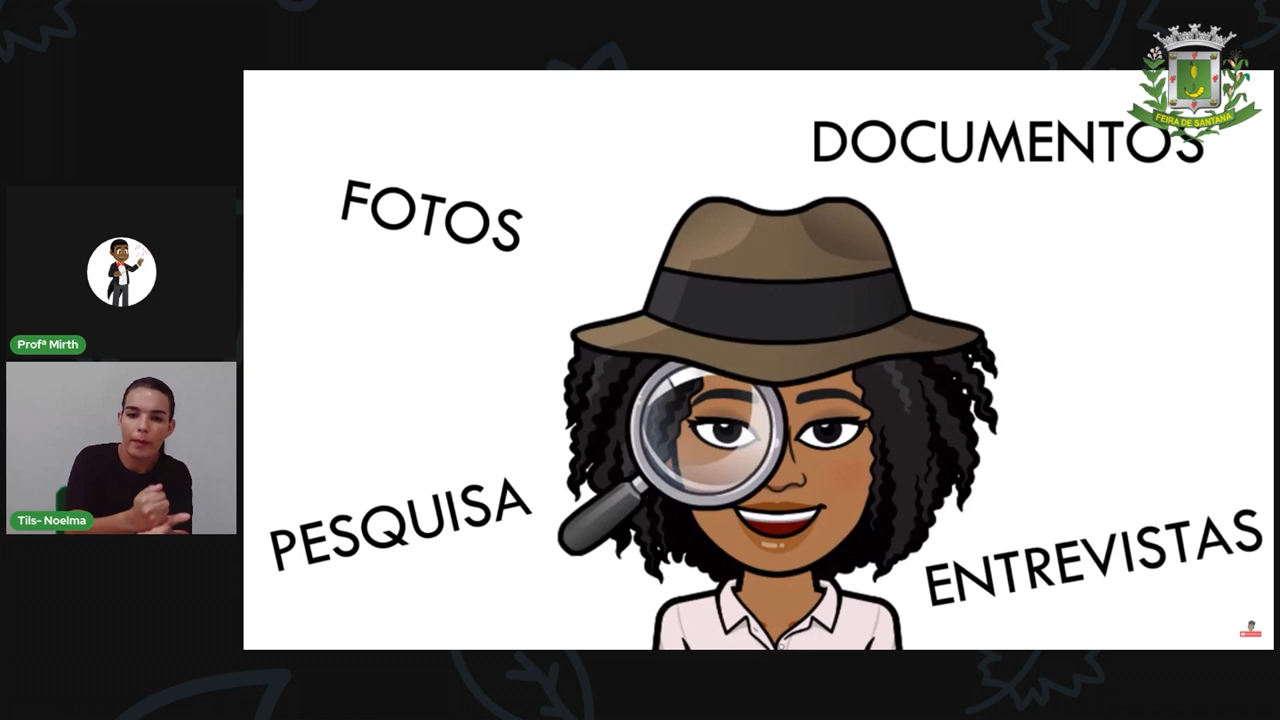 FEIRA DE SANTANA
DOCUMENTOS
FOTOS
Profª Mirth
PESQUISA
Tils- Noelma
ENTREVISTAS